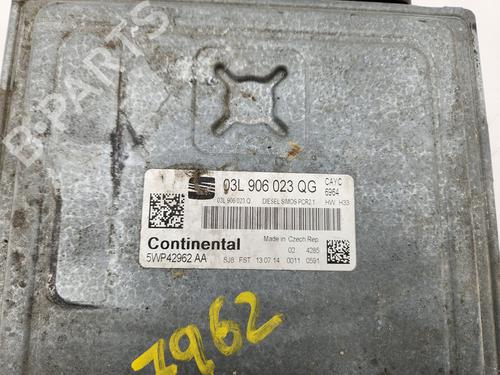 B-PARTS
03L 906 023 QG
CAYC
6964
03L 906 023 Q DIESEL SIMOS PCR2.1 HW H33
Continental
Made in Czech Rep.
02 4285
5WP42962 AA
SJ8 FST 13.07.14 0011 0591
7962